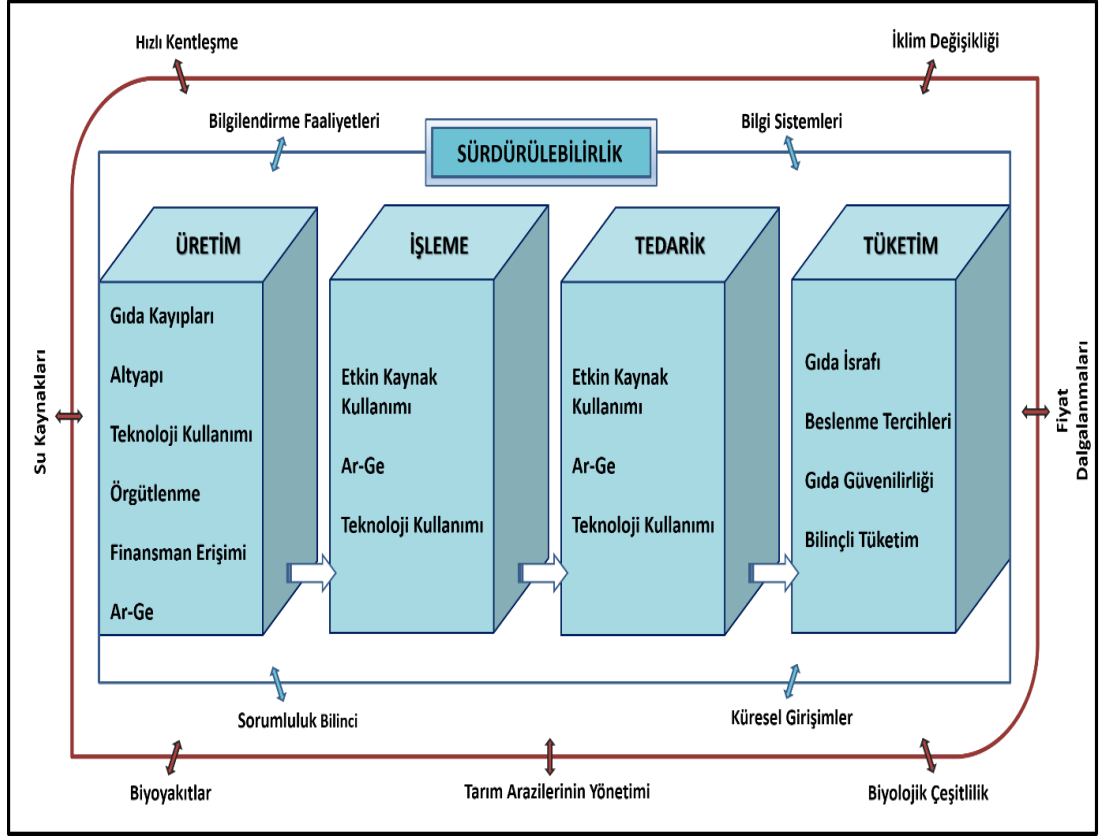 Hızlı Kentleşme
İklim Değişikliği
Bilgilendirme Faaliyetleri
Bilgi Sistemleri
SÜRDÜRÜLEBİLİRLİK
ÜRETİM
İŞLEME
TEDARİK
TÜKETİM
Gıda Kayıpları
Altyapı
Teknoloji Kullanımı
Örgütlenme
Finansman Erişimi
Ar-Ge
Etkin Kaynak
Kullanımı
Ar-Ge
Teknoloji Kullanımı
Etkin Kaynak
Kullanımı
Ar-Ge
Teknoloji Kullanımı
Gıda İsrafı
Beslenme Tercihleri
Gıda Güvenilirliği
Bilinçli Tüketim
Su Kaynakları
Fiyat
Dalgalanmaları
Sorumluluk Bilinci
Küresel Girişimler
Biyoyakıtlar
Tarım Arazilerinin Yönetimi
Biyolojik Çeşitlilik